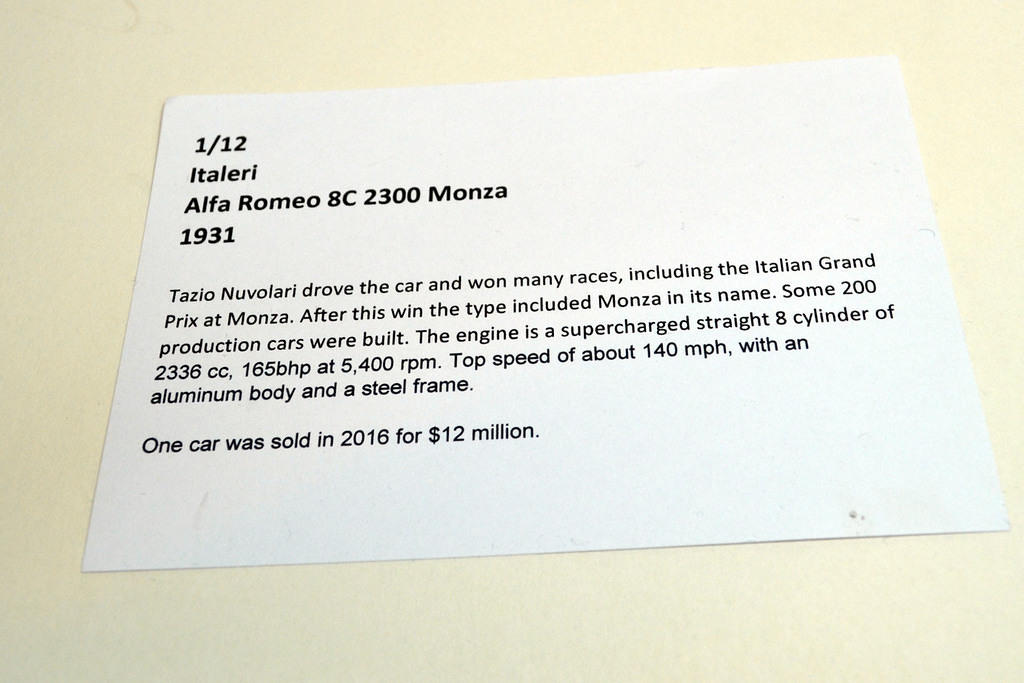 1/12
Italeri
Alfa Romeo 8C 2300 Monza
1931
Tazio Nuvolari drove the car and won many races, including the Italian Grand
Prix at Monza. After this win the type included Monza in its name. Some 200
production cars were built. The engine is a supercharged straight 8 cylinder of
2336 cc, 165bhp at 5,400 rpm. Top speed of about 140 mph, with an
aluminum body and a steel frame.
One car was sold in 2016 for $12 million.